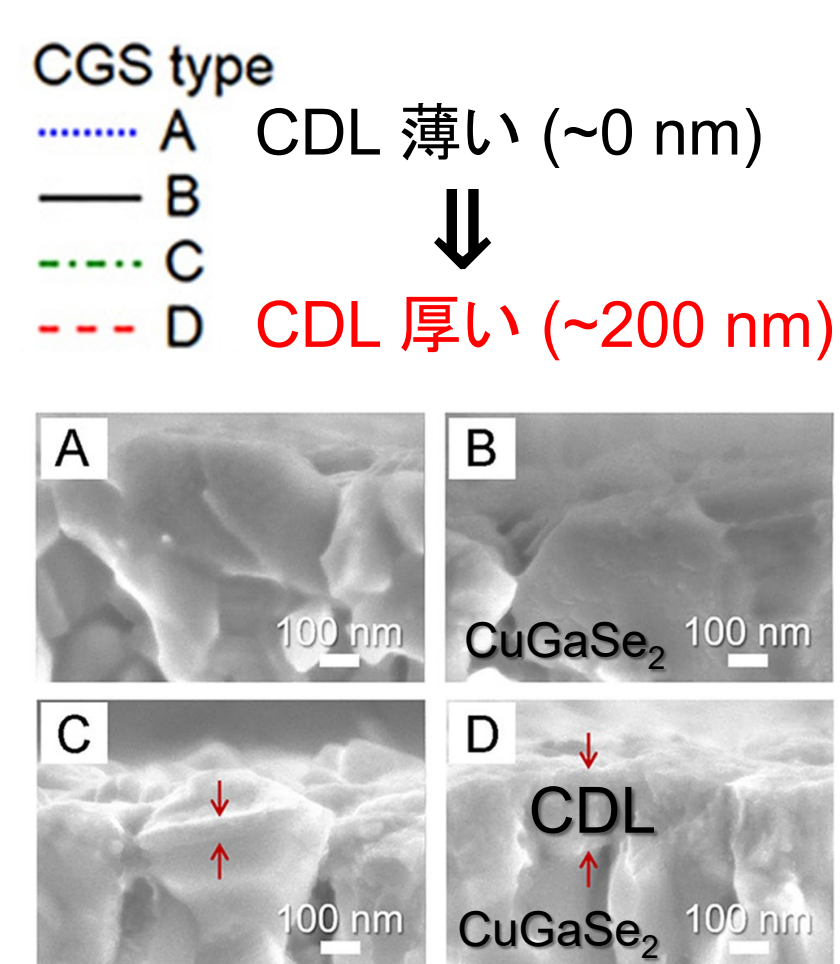 CGS type
A CDL 薄い (~0 nm)
B
⇓
C
D CDL 厚い (~200 nm)
A
100 nm
B
CuGaSe₂ 100 nm
C
100 nm
D
CDL
CuGaSe₂ 100 nm